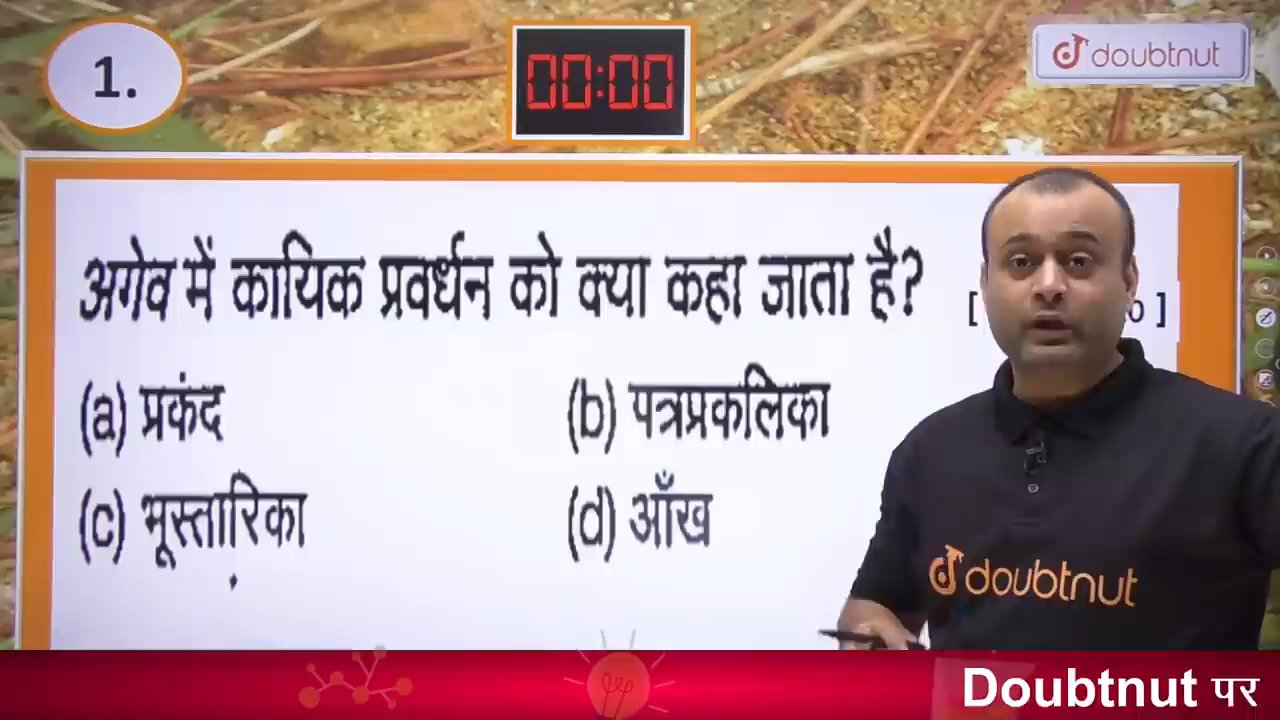 1.
00:00
doubtnut
अगेव में कायिक प्रवर्धन को क्या कहा जाता है?
[ ]
(a) प्रकंद
(b) पत्रप्रकलिका
(c) भूस्तारिका
(d) आँख
doubtnut
Doubtnut पर